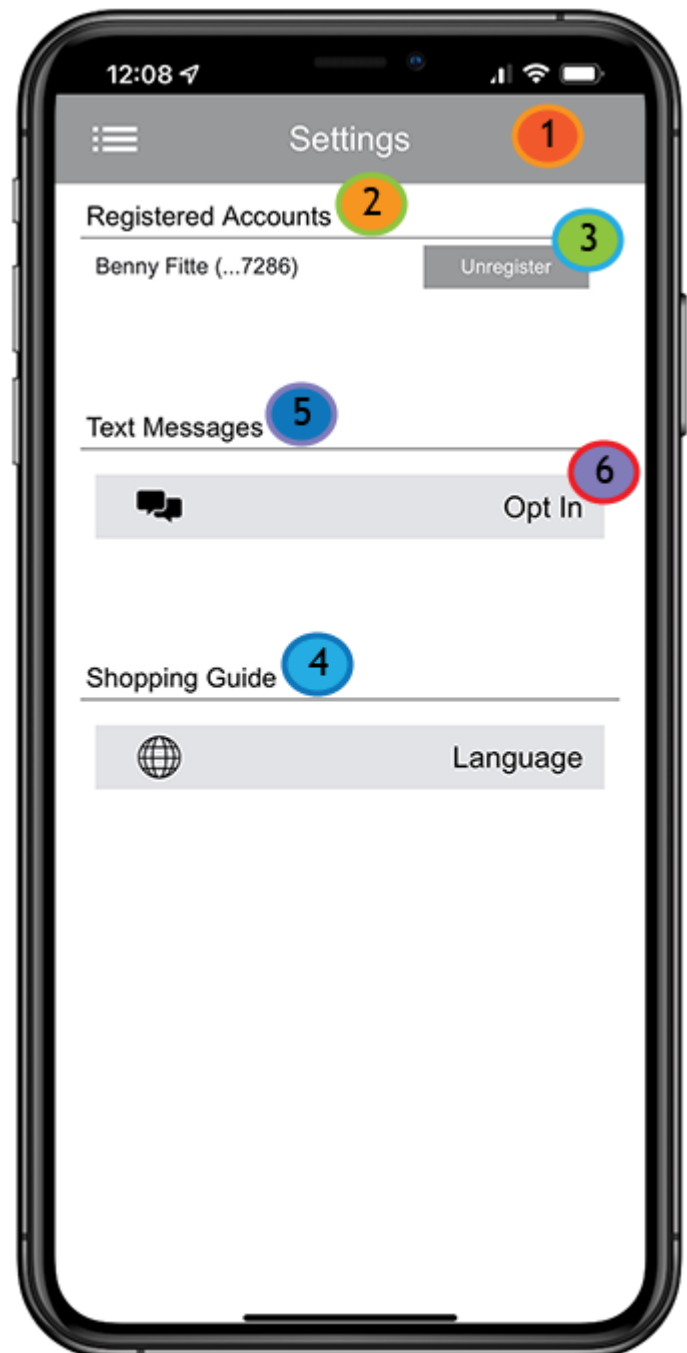 12:08
Settings 1
Registered Accounts 2
3
Benny Fitte (...7286) Unregister
Text Messages 5
6
Opt In
Shopping Guide 4
Language